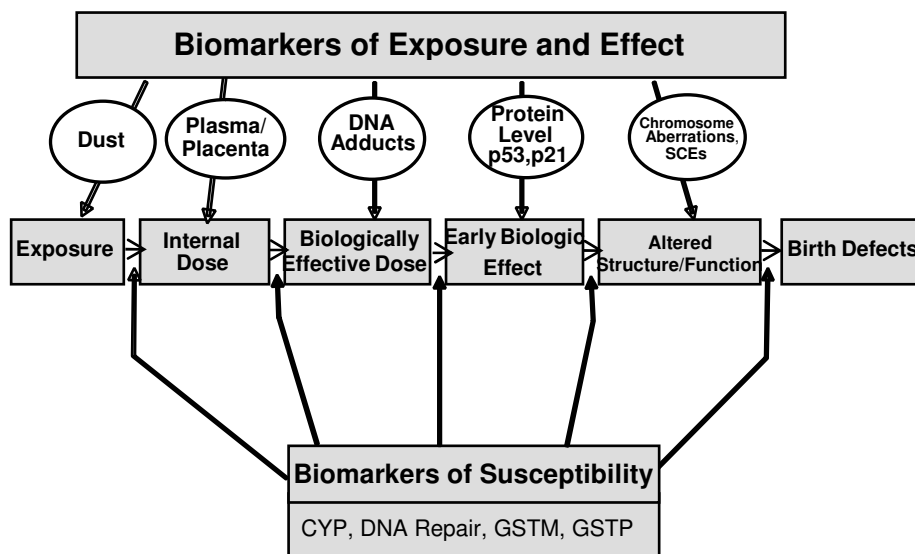 Biomarkers of Exposure and Effect
Dust
Plasma/
Placenta
DNA
Adducts
Protein
Level
p53,p21
Chromosome
Aberrations,
SCEs
Exposure
Internal
Dose
Biologically
Effective Dose
Early Biologic
Effect
Altered
Structure/Function
Birth Defects
Biomarkers of Susceptibility
CYP, DNA Repair, GSTM, GSTP